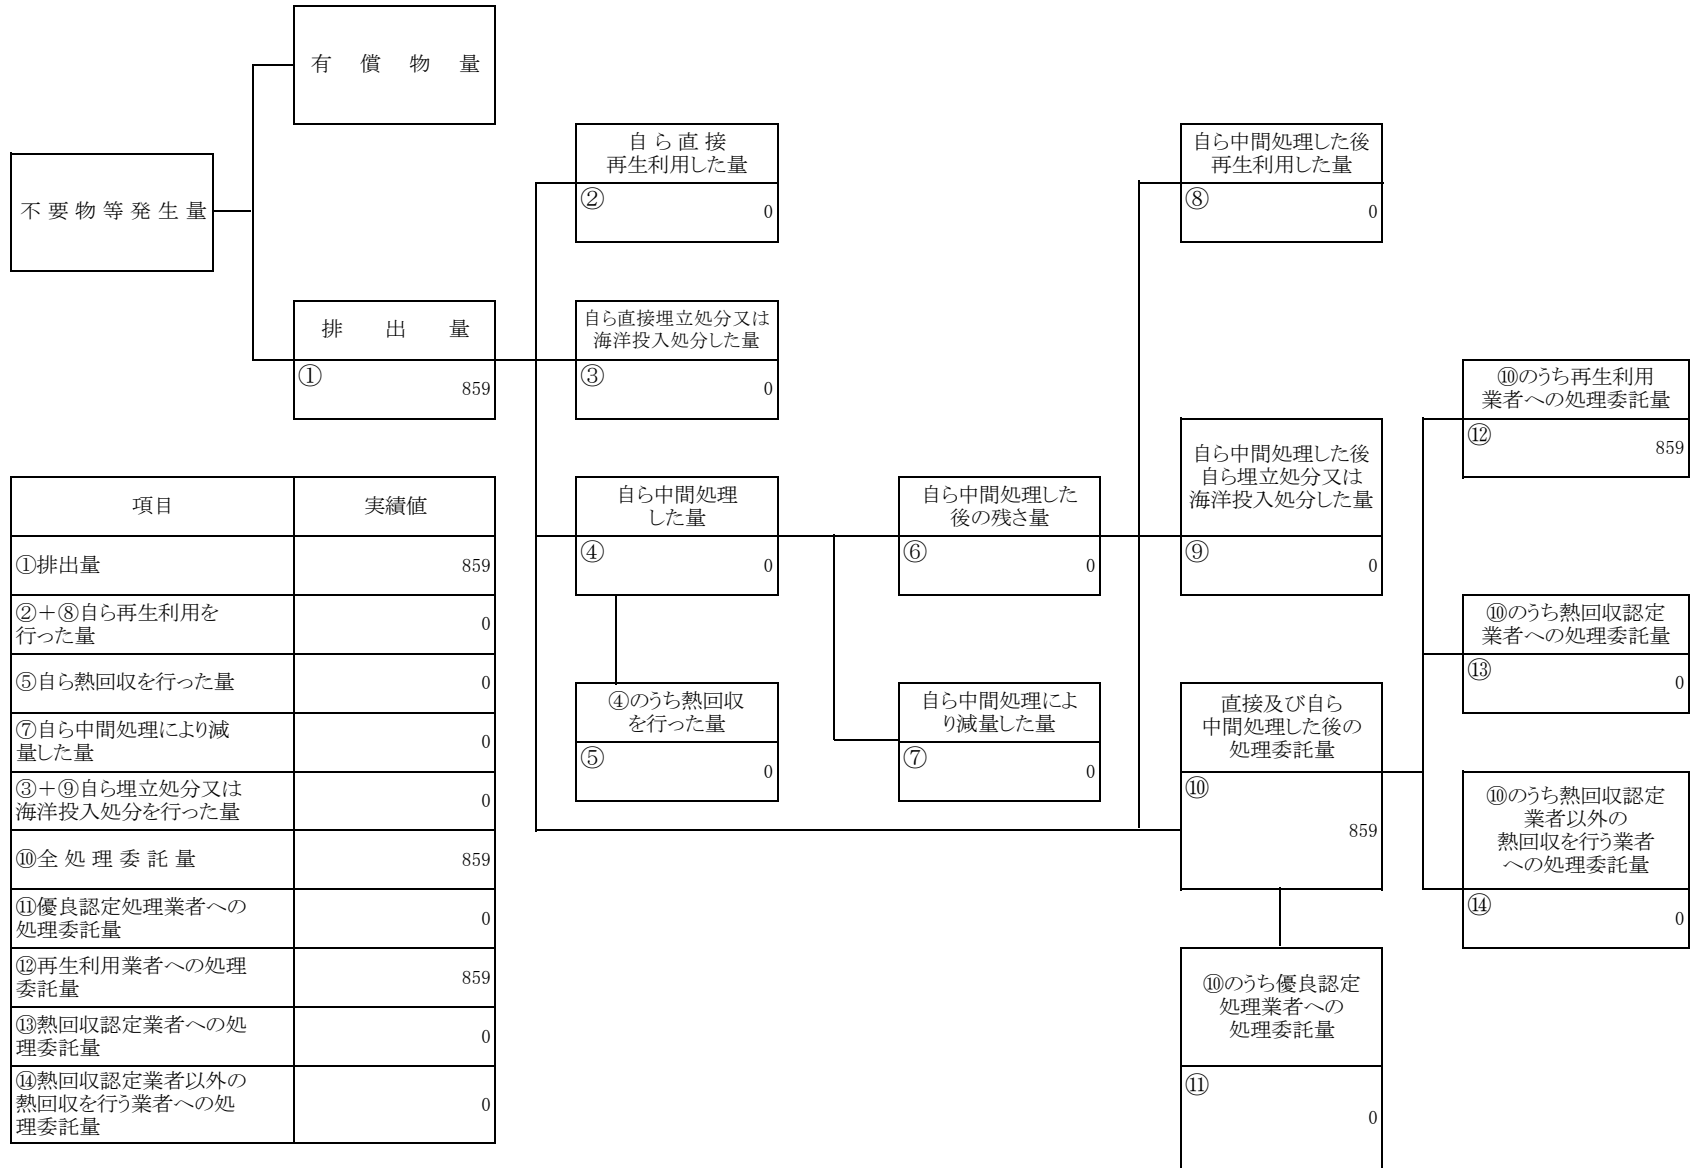 有 償 物 量
不 要 物 等 発 生 量
自 ら 直 接
再生利用した量
②
0
自ら中間処理した後
再生利用した量
⑧
0
排 出 量
①
859
自ら直接埋立処分又は
海洋投入処分した量
③
0
⑩のうち再生利用
業者への処理委託量
⑫
859
自ら中間処理
した量
④
0
自ら中間処理した
後の残さ量
⑥
0
自ら中間処理した後
自ら埋立処分又は
海洋投入処分した量
⑨
0
⑩のうち熱回収認定
業者への処理委託量
⑬
0
④のうち熱回収
を行った量
⑤
0
自ら中間処理によ
り減量した量
⑦
0
直接及び自ら
中間処理した後の
処理委託量
⑩
859
⑩のうち熱回収認定
業者以外の
熱回収を行う業者
への処理委託量
⑭
0
⑩のうち優良認定
処理業者への
処理委託量
⑪
0
項目 実績値
①排出量 859
②+⑧自ら再生利用を
行った量 0
⑤自ら熱回収を行った量 0
⑦自ら中間処理により減
量した量 0
③+⑨自ら埋立処分又は
海洋投入処分を行った量 0
⑩全 処 理 委 託 量 859
⑪優良認定処理業者への
処理委託量 0
⑫再生利用業者への処理
委託量 859
⑬熱回収認定業者への処
理委託量 0
⑭熱回収認定業者以外の
熱回収を行う業者への処
理委託量 0